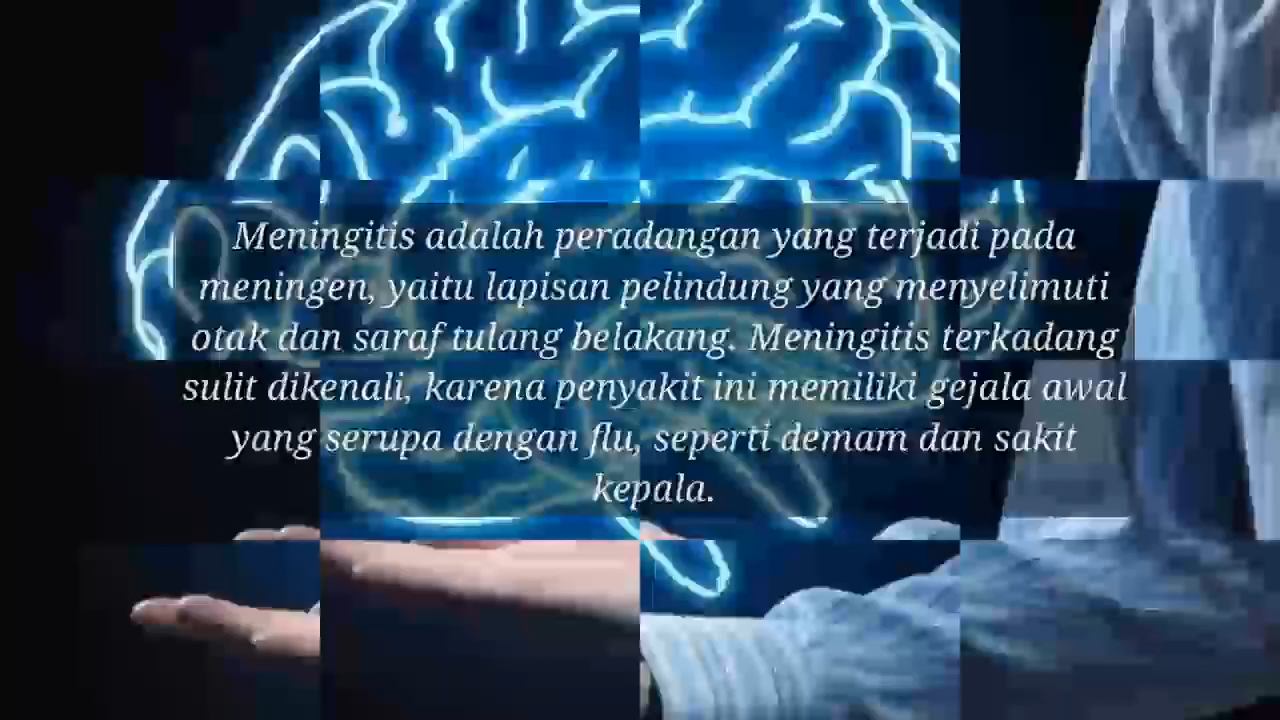 Meningitis adalah peradangan yang terjadi pada
meningen, yaitu lapisan pelindung yang menyelimuti
otak dan saraf tulang belakang. Meningitis terkadang
sulit dikenali, karena penyakit ini memiliki gejala awal
yang serupa dengan flu, seperti demam dan sakit
kepala.